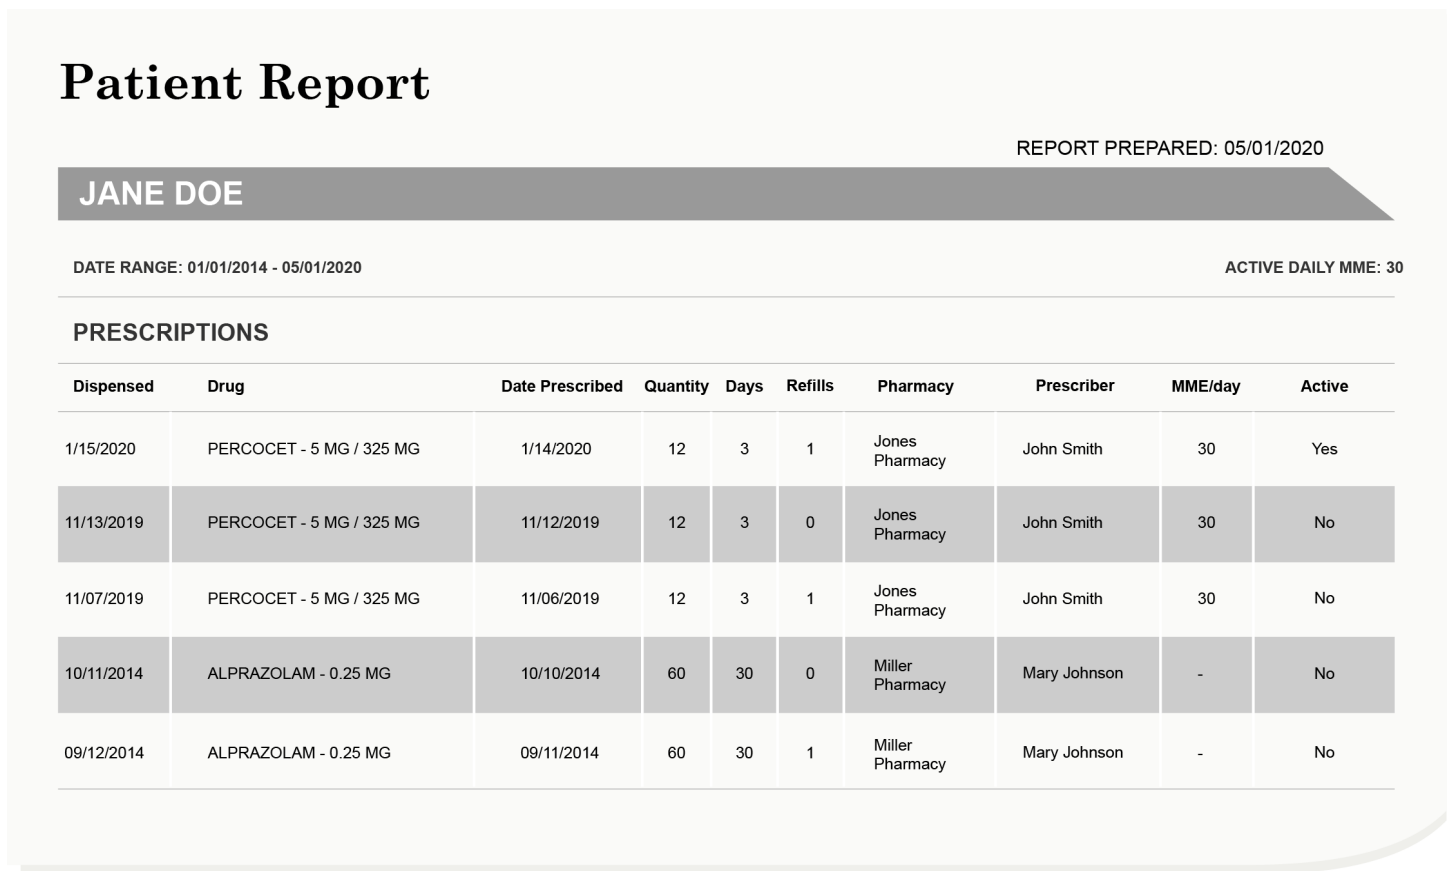 Patient Report
REPORT PREPARED: 05/01/2020
JANE DOE
DATE RANGE: 01/01/2014 - 05/01/2020 ACTIVE DAILY MME: 30
PRESCRIPTIONS
Dispensed Drug Date Prescribed Quantity Days Refills Pharmacy Prescriber MME/day Active
1/15/2020 PERCOCET - 5 MG / 325 MG 1/14/2020 12 3 1 Jones Pharmacy John Smith 30 Yes
11/13/2019 PERCOCET - 5 MG / 325 MG 11/12/2019 12 3 0 Jones Pharmacy John Smith 30 No
11/07/2019 PERCOCET - 5 MG / 325 MG 11/06/2019 12 3 1 Jones Pharmacy John Smith 30 No
10/11/2014 ALPRAZOLAM - 0.25 MG 10/10/2014 60 30 0 Miller Pharmacy Mary Johnson - No
09/12/2014 ALPRAZOLAM - 0.25 MG 09/11/2014 60 30 1 Miller Pharmacy Mary Johnson - No